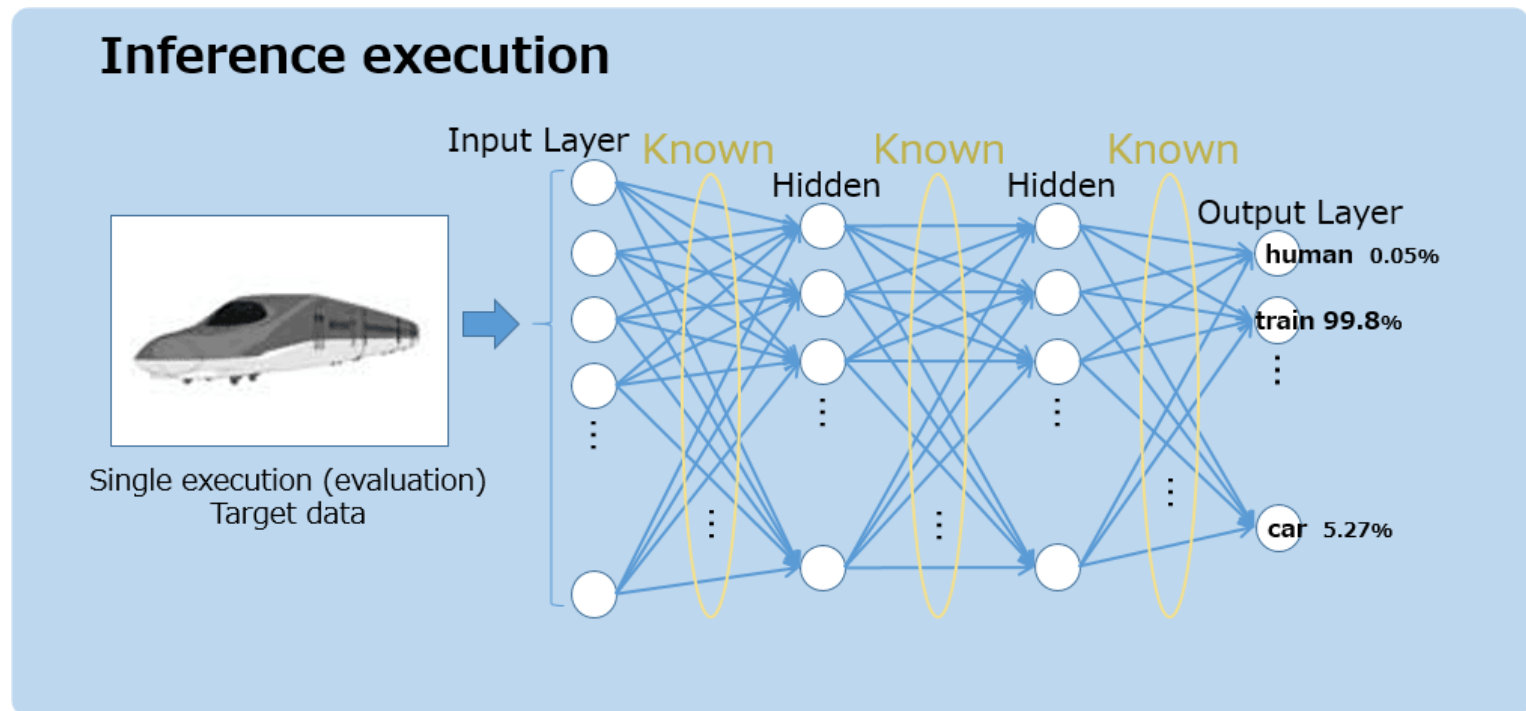 Inference execution
Input Layer
Known
Known
Known
Hidden
Hidden
Output Layer
human 0.05%
train 99.8%
⋮
car 5.27%
Single execution (evaluation)
Target data